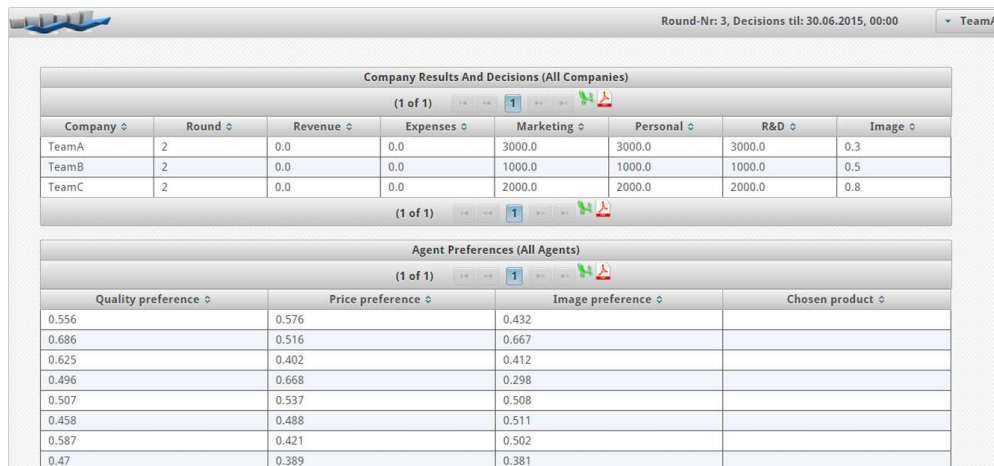 Round-Nr: 3, Decisions til: 30.06.2015, 00:00 TeamA
Company Results And Decisions (All Companies)
(1 of 1) 1
Company Round Revenue Expenses Marketing Personal R&D Image
TeamA 2 0.0 0.0 3000.0 3000.0 3000.0 0.3
TeamB 2 0.0 0.0 1000.0 1000.0 1000.0 0.5
TeamC 2 0.0 0.0 2000.0 2000.0 2000.0 0.8
(1 of 1) 1
Agent Preferences (All Agents)
(1 of 1) 1
Quality preference Price preference Image preference Chosen product
0.556 0.576 0.432
0.686 0.516 0.667
0.625 0.402 0.412
0.496 0.668 0.298
0.507 0.537 0.508
0.458 0.488 0.511
0.587 0.421 0.502
0.47 0.389 0.381